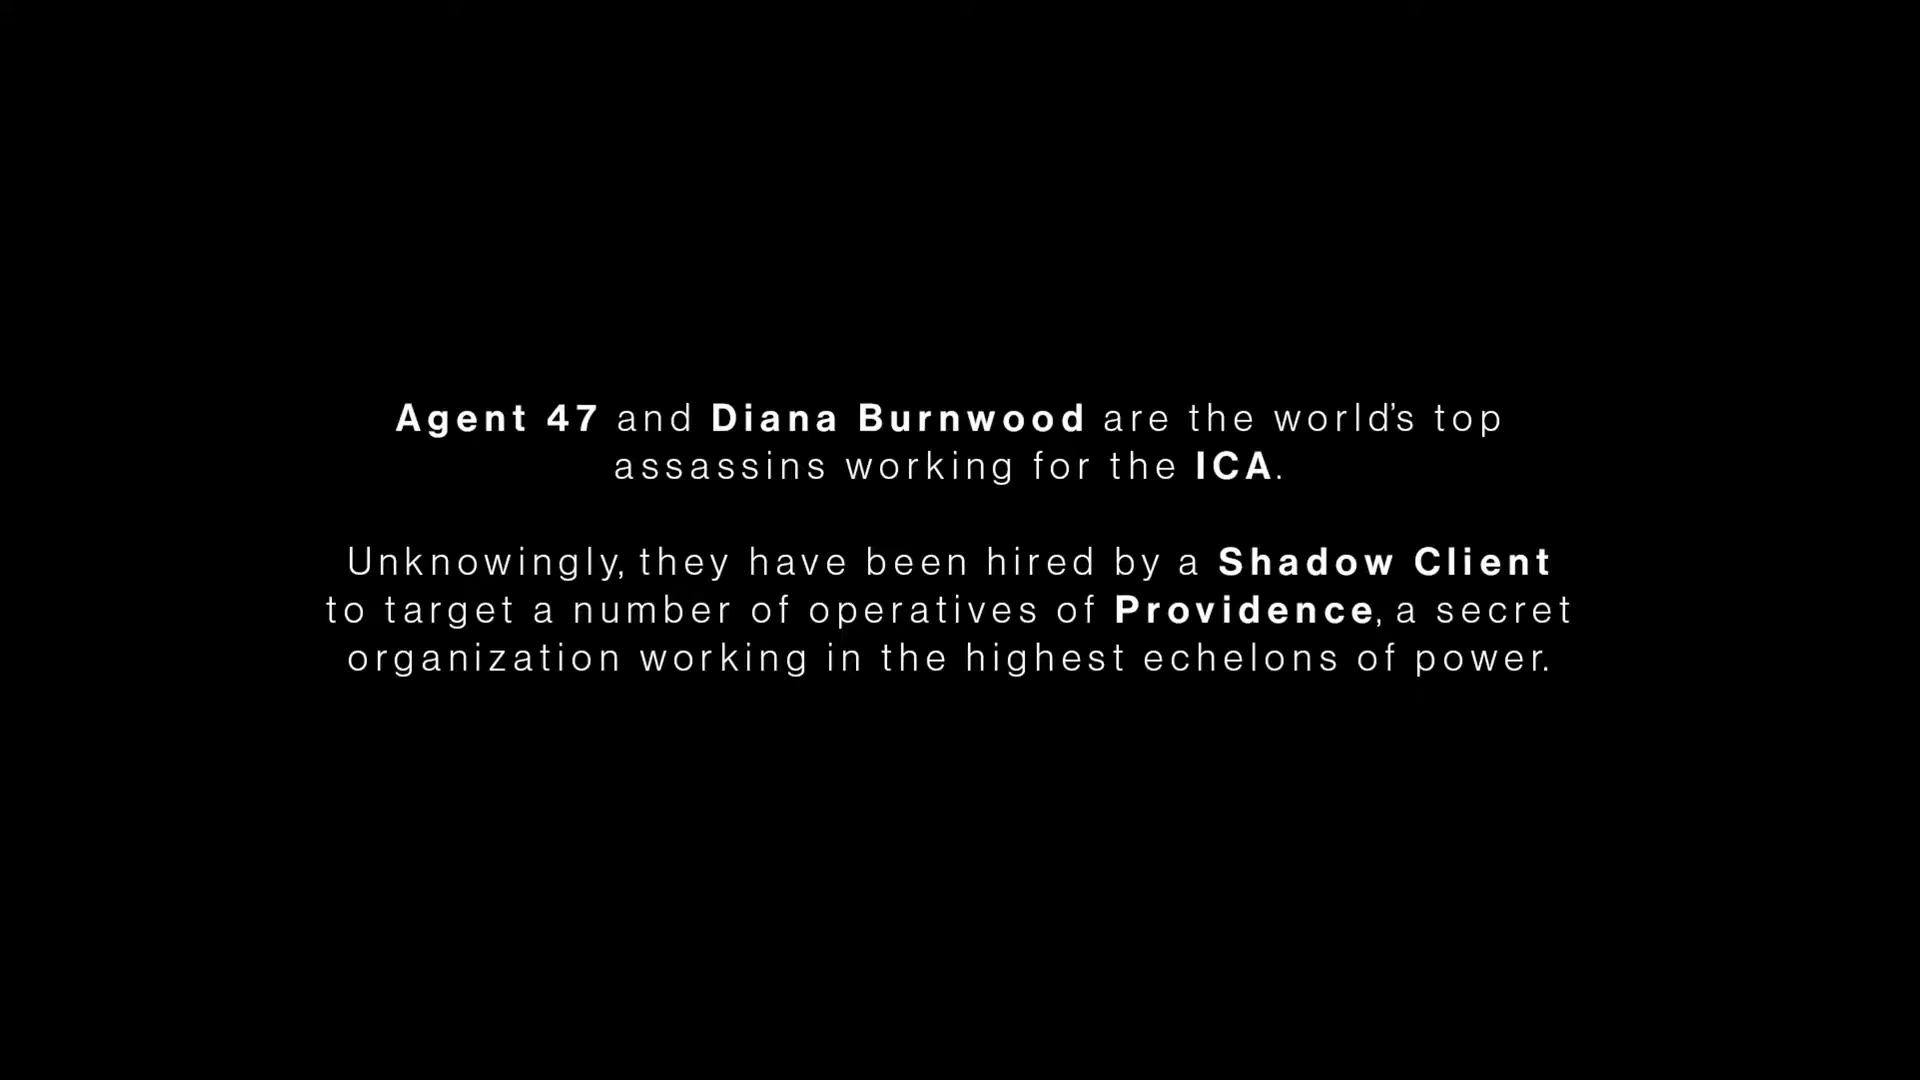 Agent 47 and Diana Burnwood are the world’s top
assassins working for the ICA.
Unknowingly, they have been hired by a Shadow Client
to target a number of operatives of Providence, a secret
organization working in the highest echelons of power.